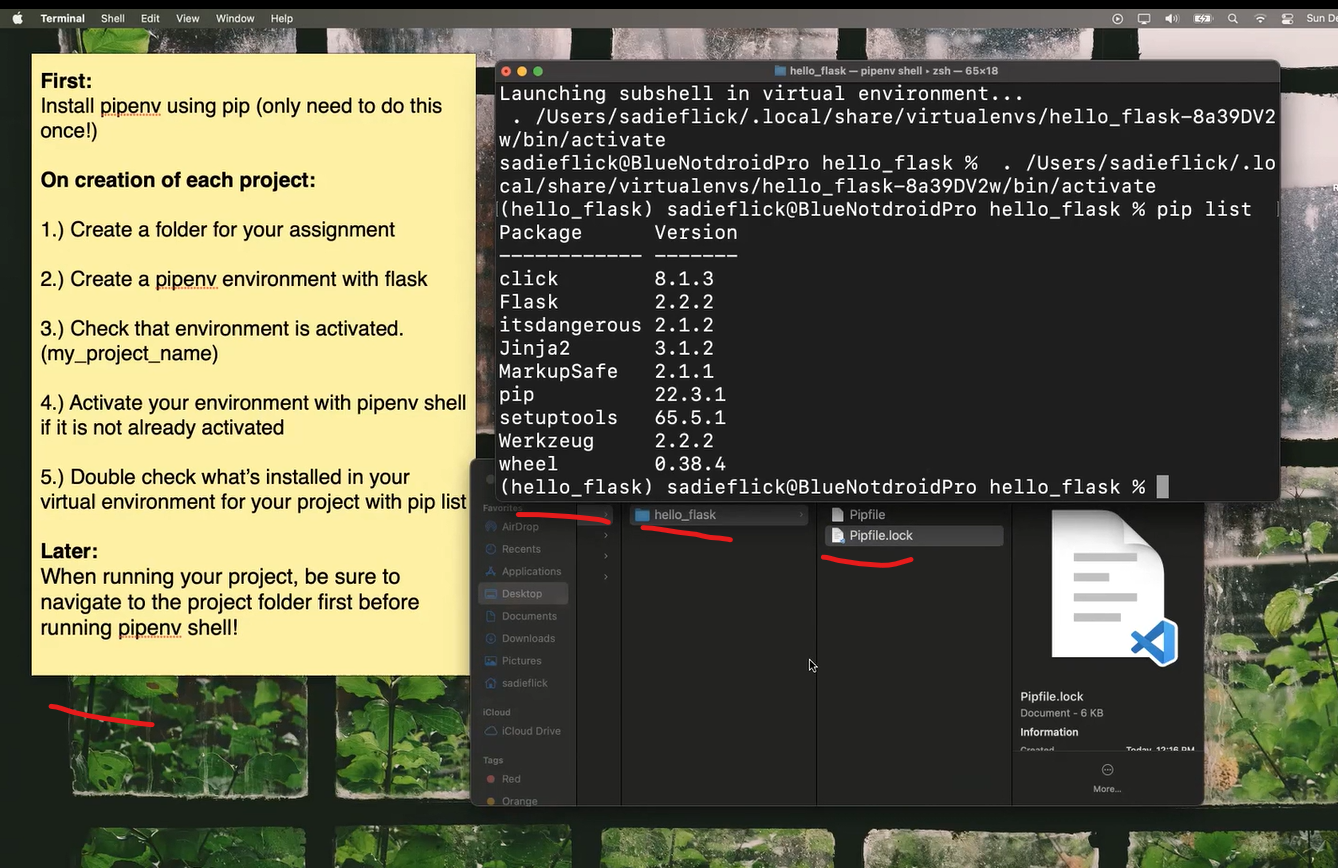 Terminal Shell Edit View Window Help
Sun De
First:
Install pipenv using pip (only need to do this
once!)
On creation of each project:
1.) Create a folder for your assignment
2.) Create a pipenv environment with flask
3.) Check that environment is activated.
(my_project_name)
4.) Activate your environment with pipenv shell
if it is not already activated
5.) Double check what's installed in your
virtual environment for your project with pip list
Later:
When running your project, be sure to
navigate to the project folder first before
running pipenv shell!
hello_flask — pipenv shell ▸ zsh — 65×18
Launching subshell in virtual environment...
. /Users/sadieflick/.local/share/virtualenvs/hello_flask-8a39DV2
w/bin/activate
sadieflick@BlueNotdroidPro hello_flask %  . /Users/sadieflick/.lo
cal/share/virtualenvs/hello_flask-8a39DV2w/bin/activate
(hello_flask) sadieflick@BlueNotdroidPro hello_flask % pip list
Package Version
------------ -------
click 8.1.3
Flask 2.2.2
itsdangerous 2.1.2
Jinja2 3.1.2
MarkupSafe 2.1.1
pip 22.3.1
setuptools 65.5.1
Werkzeug 2.2.2
wheel 0.38.4
(hello_flask) sadieflick@BlueNotdroidPro hello_flask %
Favorites
AirDrop
Recents
Applications
Desktop
Documents
Downloads
Pictures
sadieflick
iCloud
iCloud Drive
Tags
Red
Orange
hello_flask
Pipfile
Pipfile.lock
Pipfile.lock
Document - 6 KB
Information
Created Today, 12:16 PM
More...